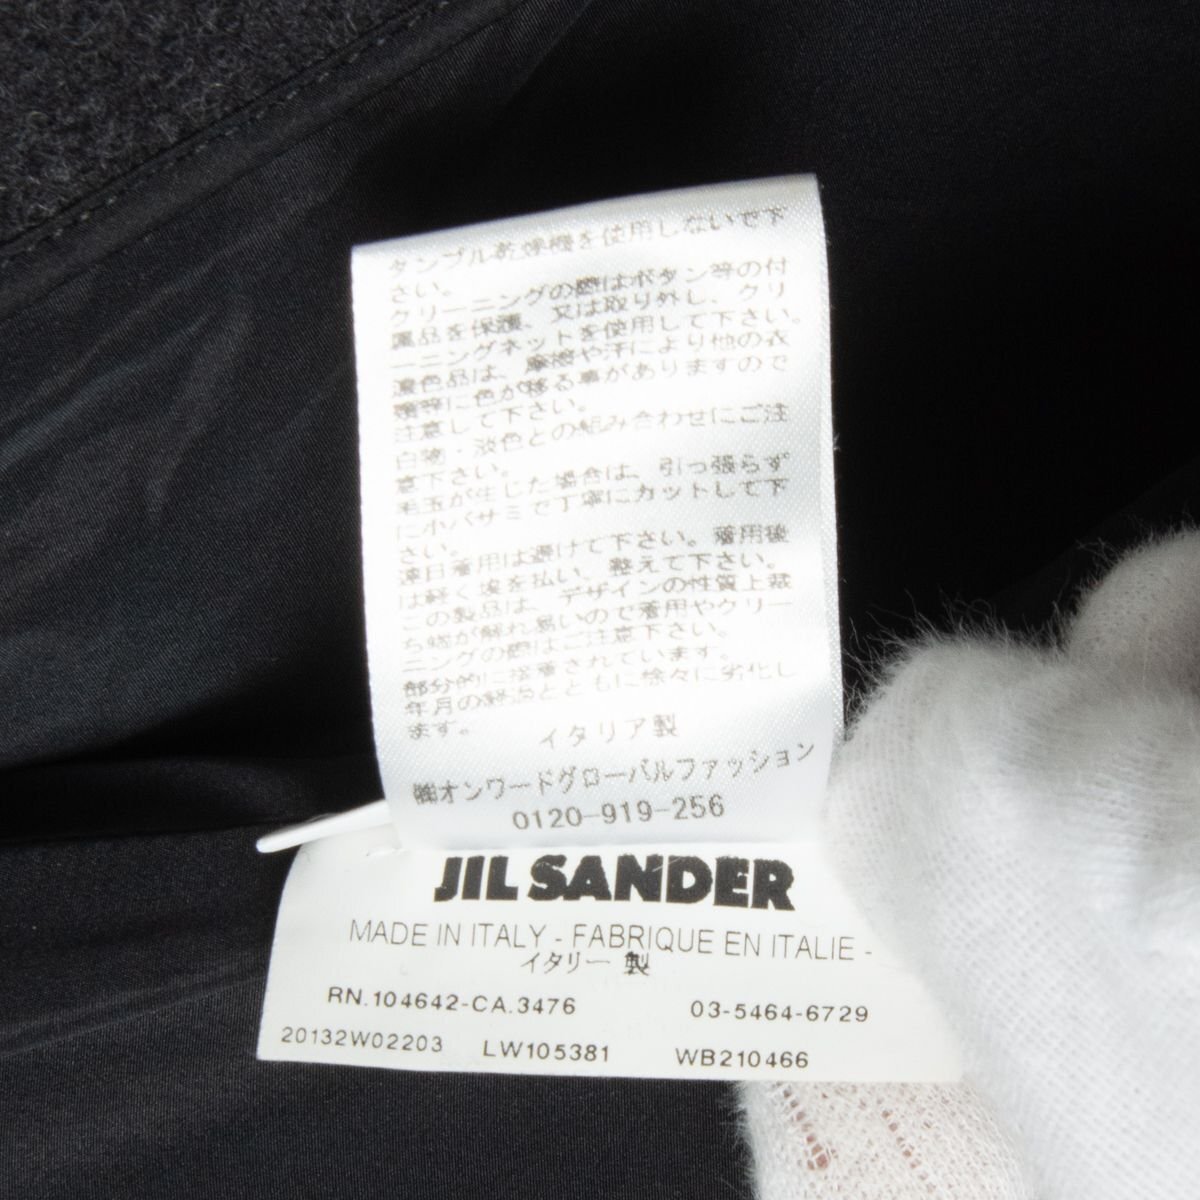 タンブル乾燥機を使用しないで下
さい。
クリーニングの際はボタン等の付
属品を保護、又は取り外し、クリ
ーニングネットを使用して下さい。
濃色品は、摩擦や汗により他の衣
類等に色が移る事がありますので
注意して下さい。
白物・淡色との組み合わせにご注
意下さい。
毛玉が生じた場合は、引っ張らず
に小バサミで丁寧にカットして下
さい。
連日着用は避けて下さい。着用後
は軽く埃を払い、整えて下さい。
この製品は、デザインの性質上裁
ち端が解れ易いので着用やクリー
ニングの際はご注意下さい。
部分的に接着されています。
年月の経過とともに徐々に劣化し
ます。
イタリア製
㈱オンワードグローバルファッション
0120-919-256
JIL SANDER
MADE IN ITALY - FABRIQUE EN ITALIE -
イタリー 製
RN.104642-CA.3476 03-5464-6729
20132W02203 LW105381 WB210466